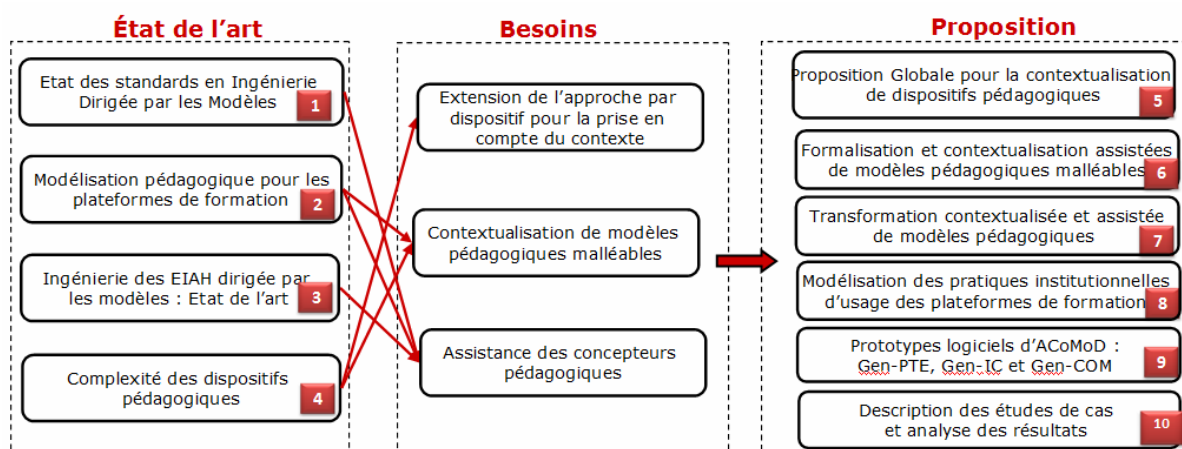 État de l'art
Etat des standards en Ingénierie
Dirigée par les Modèles
1
Modélisation pédagogique pour les
plateformes de formation
2
Ingénierie des EIAH dirigée par
les modèles : Etat de l'art
3
Complexité des dispositifs
pédagogiques
4
Besoins
Extension de l'approche par
dispositif pour la prise en
compte du contexte
Contextualisation de modèles
pédagogiques malléables
Assistance des concepteurs
pédagogiques
Proposition
Proposition Globale pour la contextualisation
de dispositifs pédagogiques
5
Formalisation et contextualisation assistées
de modèles pédagogiques malléables
6
Transformation contextualisée et assistée
de modèles pédagogiques
7
Modélisation des pratiques institutionnelles
d'usage des plateformes de formation
8
Prototypes logiciels d'ACoMoD :
Gen-PTE, Gen-IC et Gen-COM
9
Description des études de cas
et analyse des résultats
10